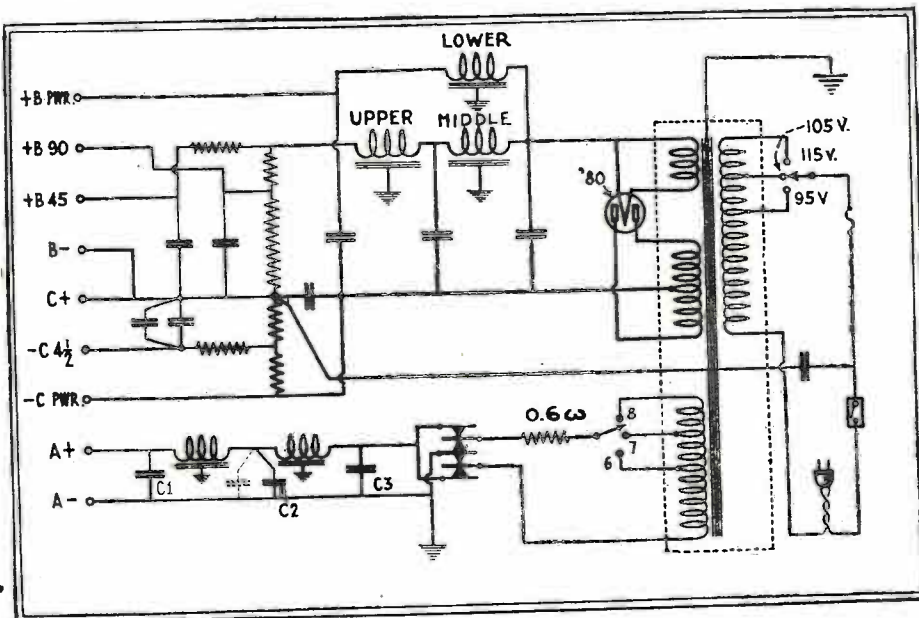 LOWER
+B PWR.
UPPER
MIDDLE
105 V.
115 V.
95 V
+B 90
'80
+B 45
B-
C+
-C 4½
-C PWR.
0.6 ω
8
7
6
A+
C1
C2
C3
A-